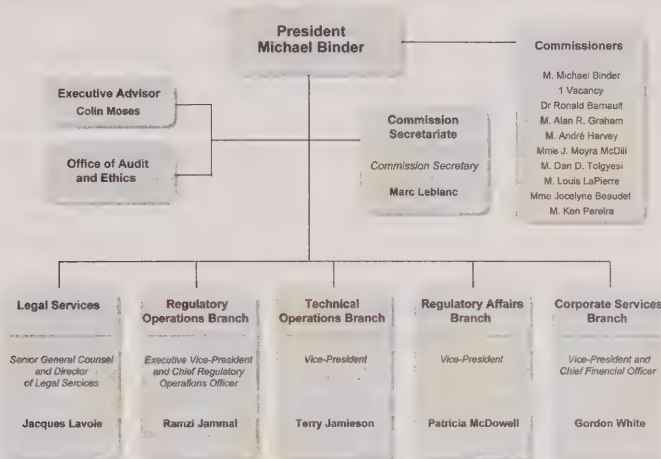 President
Michael Binder
Commissioners
M. Michael Binder
1 Vacancy
Dr Ronald Barnault
M. Alan R. Graham
M. André Harvey
Mme J. Moyra McDill
M. Dan D. Tolgyesi
M. Louis LaPierre
Mme Jocelyne Beaudet
M. Ken Pereira
Executive Advisor
Colin Moses
Office of Audit
and Ethics
Commission
Secretariate
Commission Secretary
Marc Leblanc
Legal Services
Senior General Counsel
and Director
of Legal Sercices
Jacques Lavoie
Regulatory
Operations Branch
Executive Vice-President
and Chief Regulatory
Operations Officer
Ramzi Jammal
Technical
Operations Branch
Vice-President
Terry Jamieson
Regulatory Affairs
Branch
Vice-President
Patricia McDowell
Corporate Services
Branch
Vice-President and
Chief Financial Officer
Gordon White